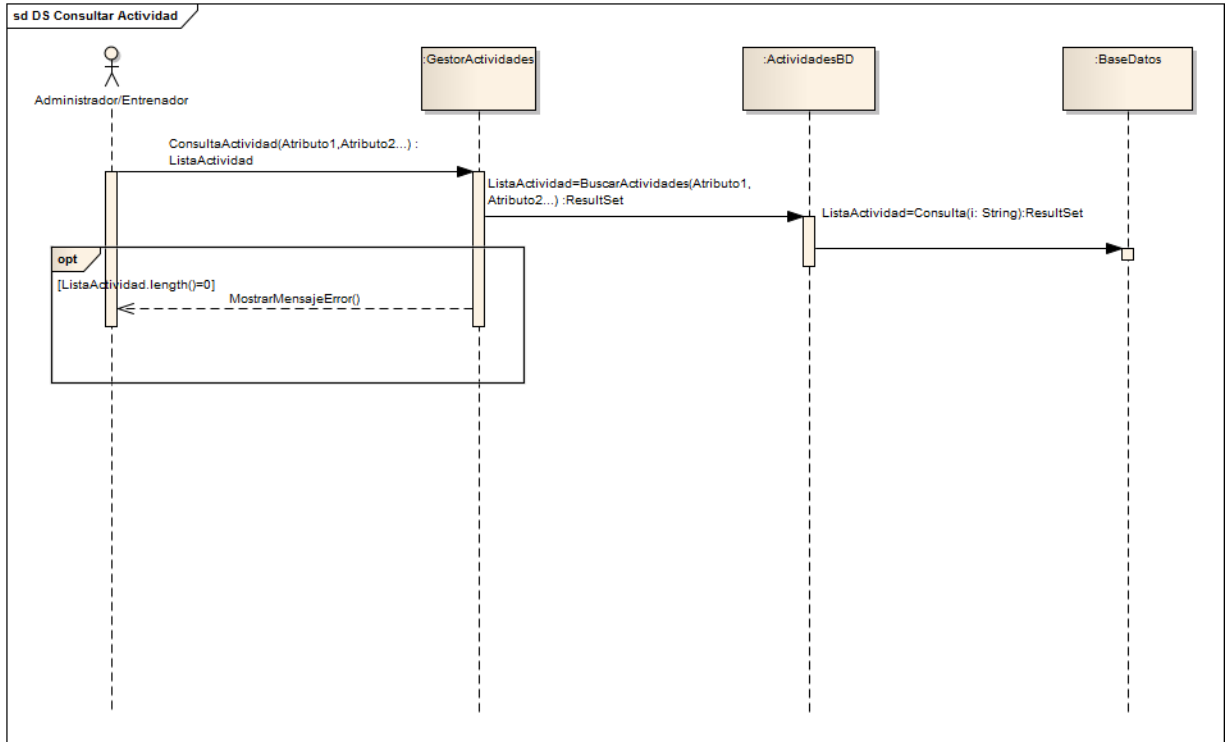 sd DS Consultar Actividad
Administrador/Entrenador
:GestorActividades
:ActividadesBD
:BaseDatos
ConsultaActividad(Atributo1,Atributo2...) :
ListaActividad
ListaActividad=BuscarActividades(Atributo1,
Atributo2...) :ResultSet
ListaActividad=Consulta(i: String):ResultSet
opt
[ListaActividad.length()=0]
MostrarMensajeError()